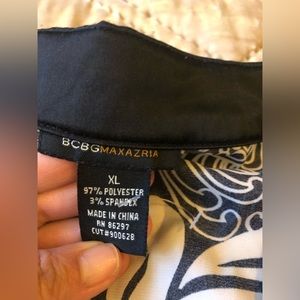 BCBGMAXAZRIA
XL
97% POLYESTER
3% SPANDEX
MADE IN CHINA
RN 86297
CUT#900628